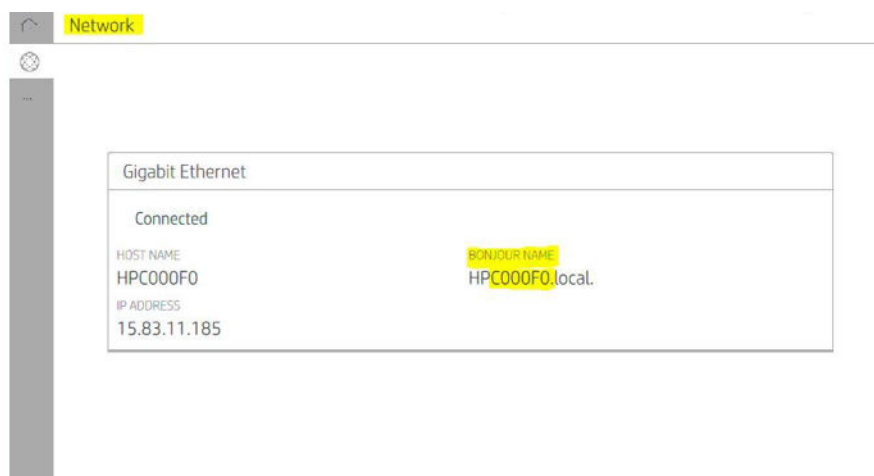 Network
...
Gigabit Ethernet
Connected
HOST NAME
HPC000F0
BONJOUR NAME
HPC000F0.local.
IP ADDRESS
15.83.11.185